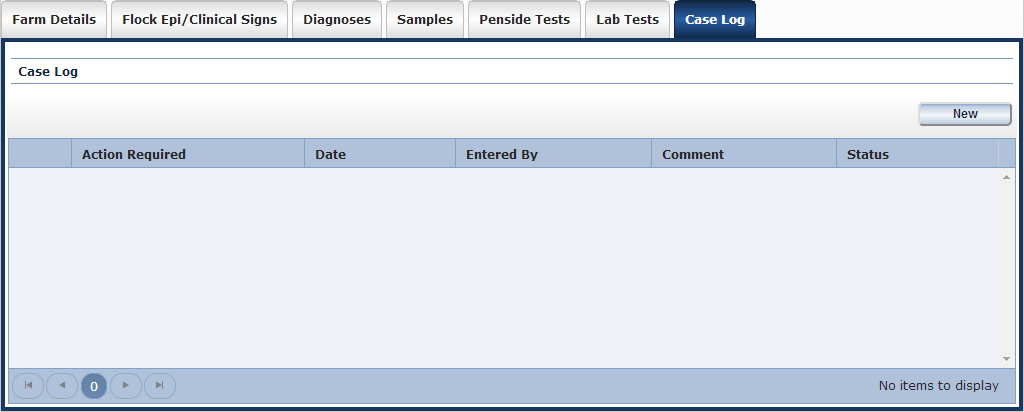 Farm Details Flock Epi/Clinical Signs Diagnoses Samples Penside Tests Lab Tests Case Log
Case Log
New
Action Required Date Entered By Comment Status
0 No items to display